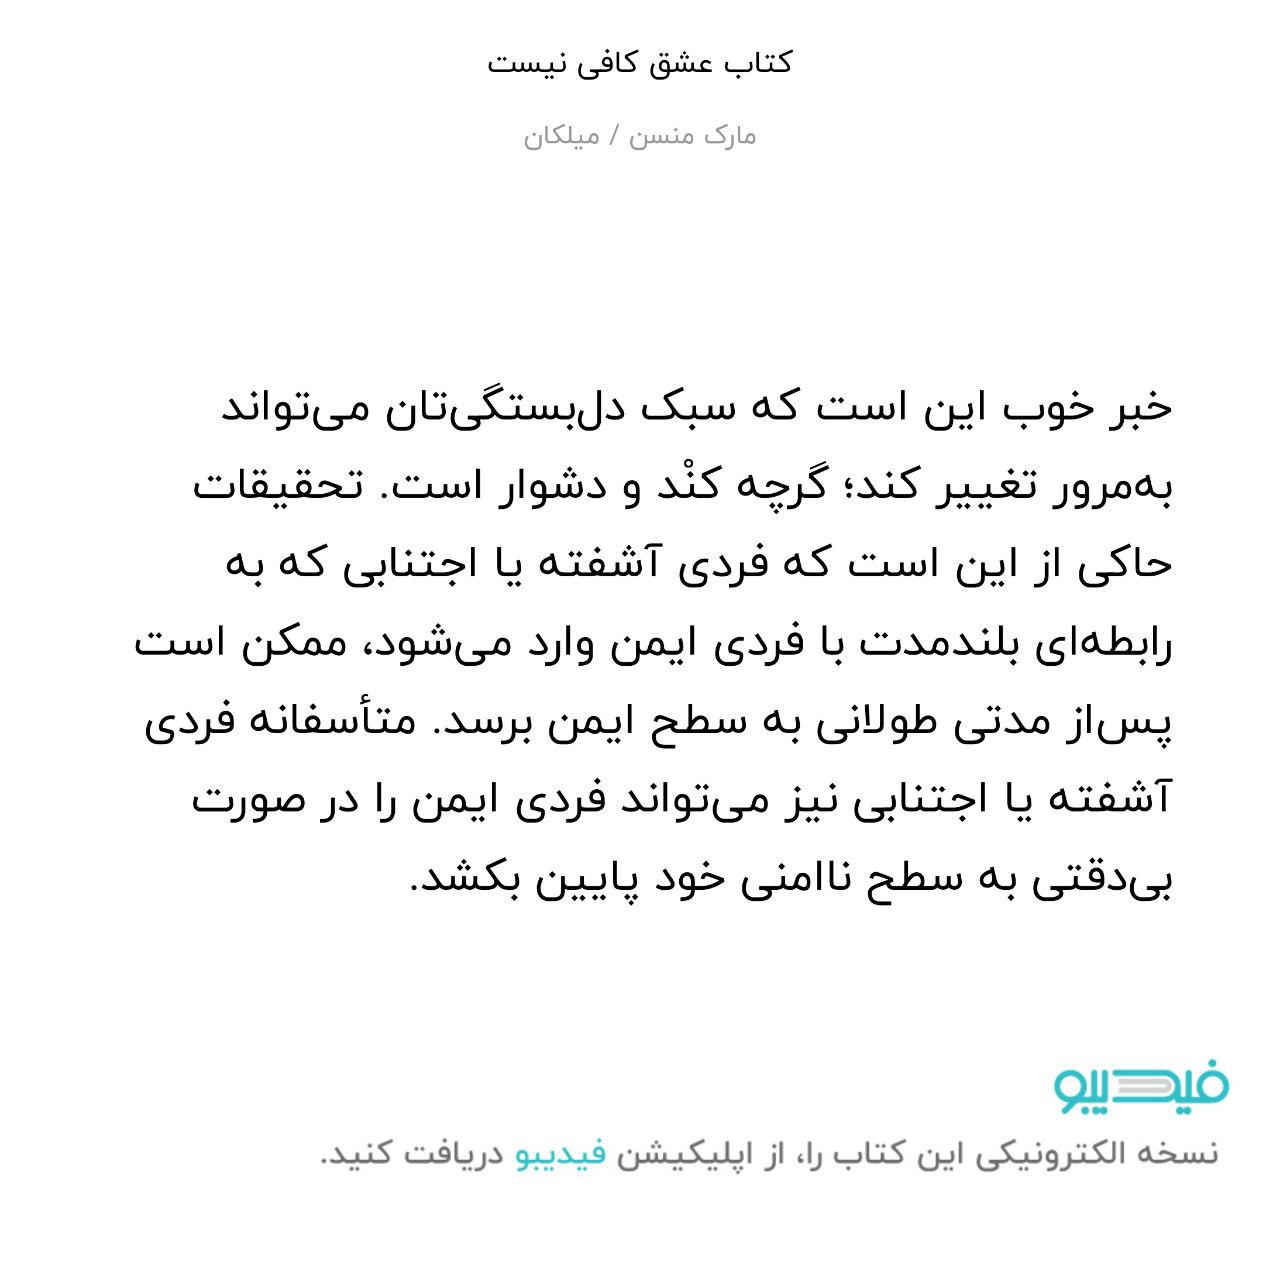 کتاب عشق کافی نیست
مارک منسن / میلکان
خبر خوب این است که سبک دل‌بستگی‌تان می‌تواند
به‌مرور تغییر کند؛ گرچه کنْد و دشوار است. تحقیقات
حاکی از این است که فردی آشفته یا اجتنابی که به
رابطه‌ای بلندمدت با فردی ایمن وارد می‌شود، ممکن است
پس‌از مدتی طولانی به سطح ایمن برسد. متأسفانه فردی
آشفته یا اجتنابی نیز می‌تواند فردی ایمن را در صورت
بی‌دقتی به سطح ناامنی خود پایین بکشد.
فیدیبو
نسخه الکترونیکی این کتاب را، از اپلیکیشن فیدیبو دریافت کنید.